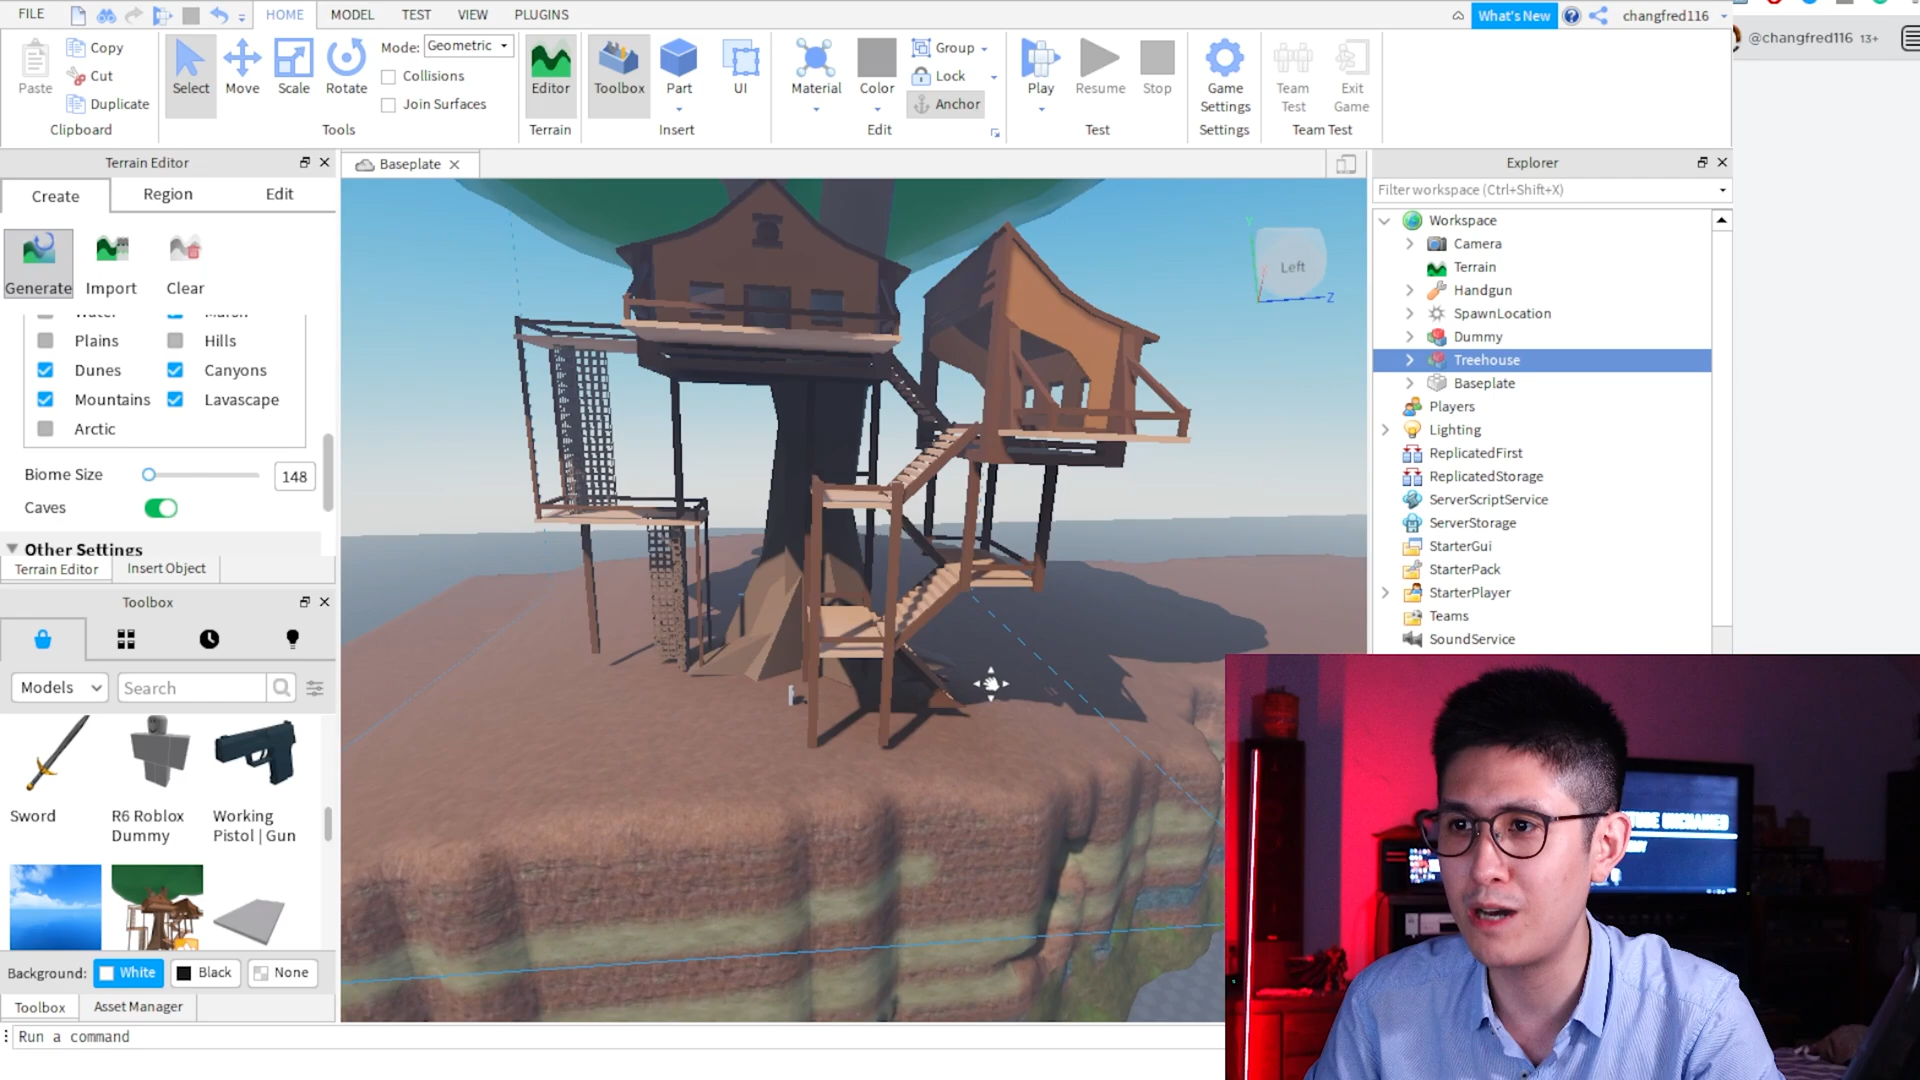 FILE HOME MODEL TEST VIEW PLUGINS What's New changfred116 @changfred116 13+
Paste Copy Cut Duplicate Clipboard
Select Move Scale Rotate Mode: Geometric Collisions Join Surfaces Tools
Editor Terrain
Toolbox Part UI Insert
Material Color Group Lock Anchor Edit
Play Resume Stop Test
Game Settings Settings
Team Test Exit Game Team Test
Terrain Editor
Create Region Edit
Generate Import Clear
Plains Hills
Dunes Canyons
Mountains Lavascape
Arctic
Biome Size 148
Caves
Other Settings
Terrain Editor Insert Object
Toolbox
Models Search
Sword
R6 Roblox Dummy
Working Pistol | Gun
Background: White Black None
Toolbox Asset Manager
Run a command
Baseplate
Left
Y
Z
Explorer
Filter workspace (Ctrl+Shift+X)
Workspace
Camera
Terrain
Handgun
SpawnLocation
Dummy
Treehouse
Baseplate
Players
Lighting
ReplicatedFirst
ReplicatedStorage
ServerScriptService
ServerStorage
StarterGui
StarterPack
StarterPlayer
Teams
SoundService